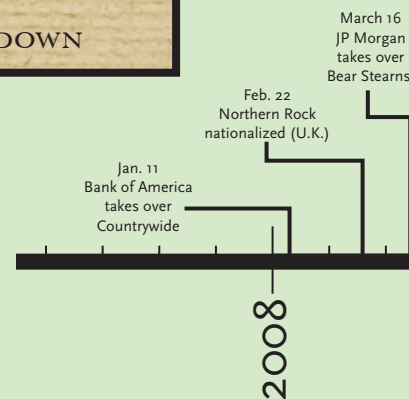 DOWN
March 16
JP Morgan
takes over
Bear Stearns
Feb. 22
Northern Rock
nationalized (U.K.)
Jan. 11
Bank of America
takes over
Countrywide
2008